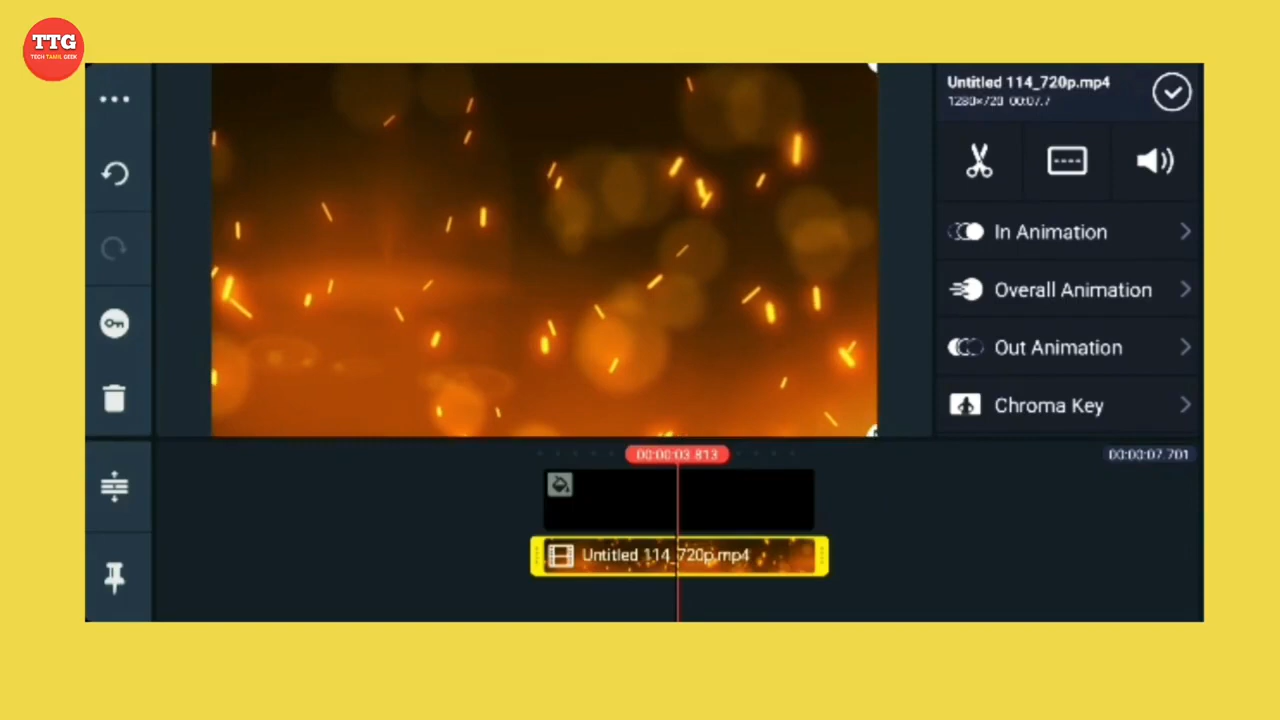 TTG
TECH TAMIL GEEK
Untitled 114_720p.mp4
1280×720 00:07.7
In Animation
Overall Animation
Out Animation
Chroma Key
00:00:03.813
00:00:07.701
Untitled 114_720p.mp4